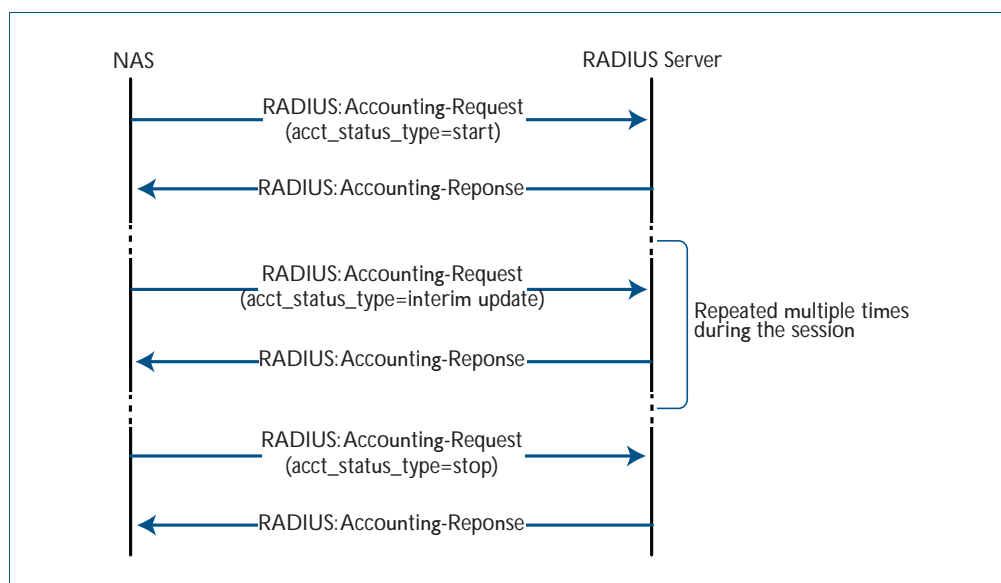 NAS
RADIUS Server
RADIUS: Accounting-Request
(acct_status_type=start)
RADIUS: Accounting-Reponse
RADIUS: Accounting-Request
(acct_status_type=interim update)
Repeated multiple times
during the session
RADIUS: Accounting-Reponse
RADIUS: Accounting-Request
(acct_status_type=stop)
RADIUS: Accounting-Reponse